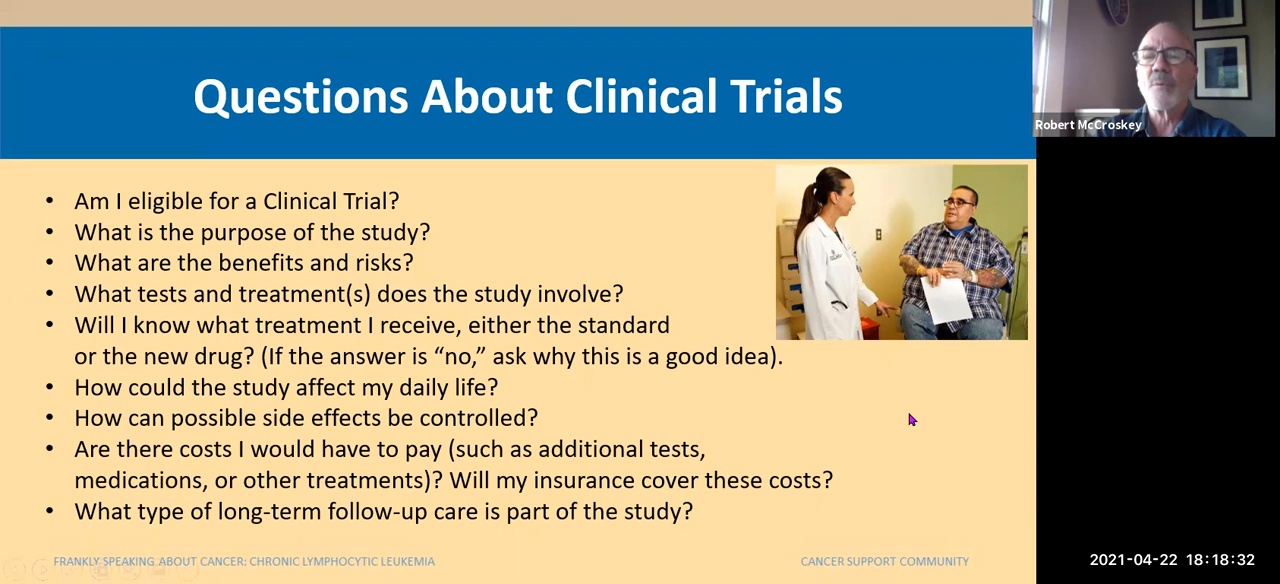 Questions About Clinical Trials
Robert McCroskey
• Am I eligible for a Clinical Trial?
• What is the purpose of the study?
• What are the benefits and risks?
• What tests and treatment(s) does the study involve?
• Will I know what treatment I receive, either the standard
or the new drug? (If the answer is “no,” ask why this is a good idea).
• How could the study affect my daily life?
• How can possible side effects be controlled?
• Are there costs I would have to pay (such as additional tests,
medications, or other treatments)? Will my insurance cover these costs?
• What type of long-term follow-up care is part of the study?
FRANKLY SPEAKING ABOUT CANCER: CHRONIC LYMPHOCYTIC LEUKEMIA
CANCER SUPPORT COMMUNITY
2021-04-22 18:18:32